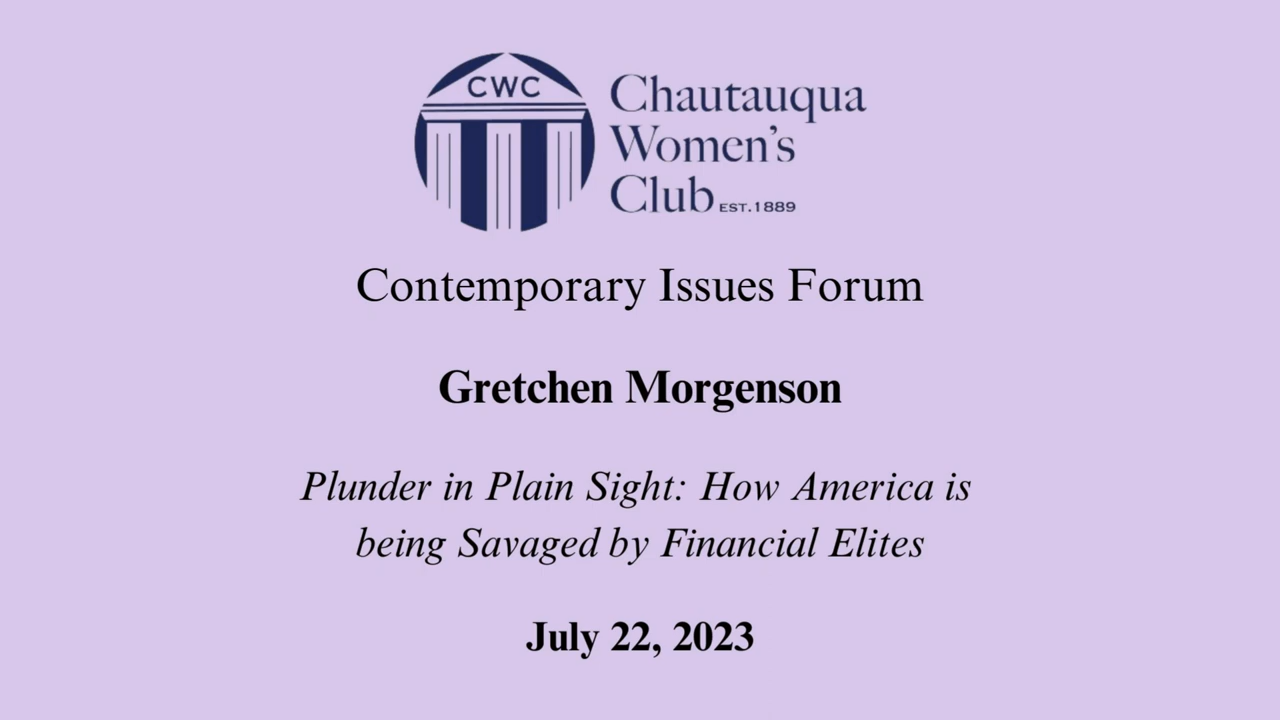 CWC
Chautauqua
Women's
Club EST.1889
Contemporary Issues Forum
Gretchen Morgenson
Plunder in Plain Sight: How America is
being Savaged by Financial Elites
July 22, 2023